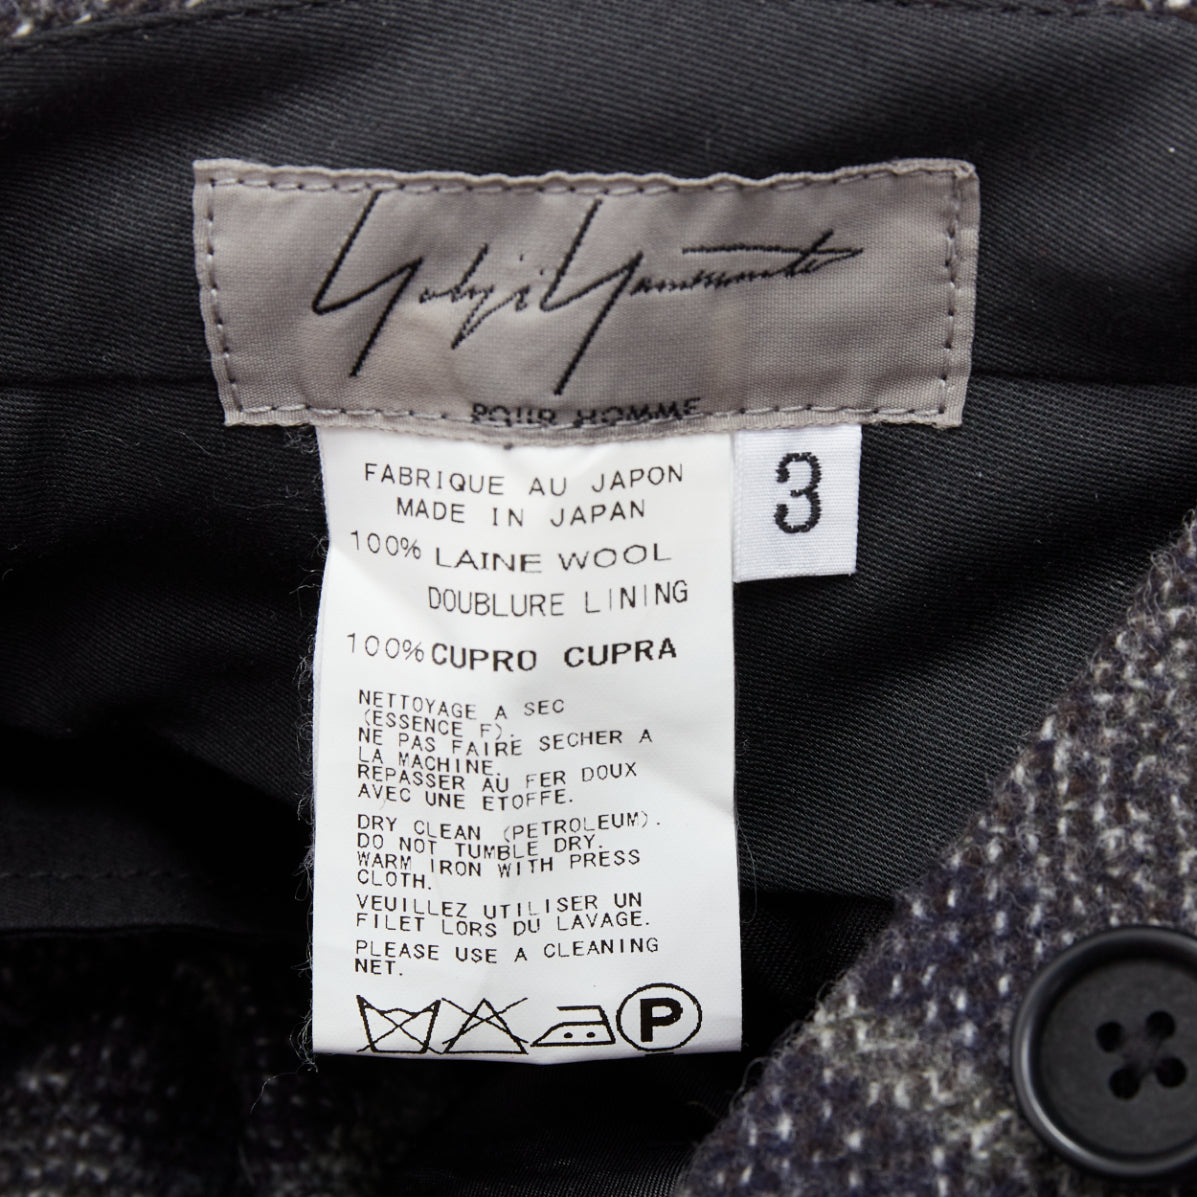 Yohji Yamamoto
POUR HOMME
3
FABRIQUE AU JAPON
MADE IN JAPAN
100% LAINE WOOL
DOUBLURE LINING
100% CUPRO CUPRA
NETTOYAGE A SEC
(ESSENCE F).
NE PAS FAIRE SECHER A
LA MACHINE.
REPASSER AU FER DOUX
AVEC UNE ETOFFE.
DRY CLEAN (PETROLEUM).
DO NOT TUMBLE DRY.
WARM IRON WITH PRESS
CLOTH.
VEUILLEZ UTILISER UN
FILET LORS DU LAVAGE.
PLEASE USE A CLEANING
NET.
P